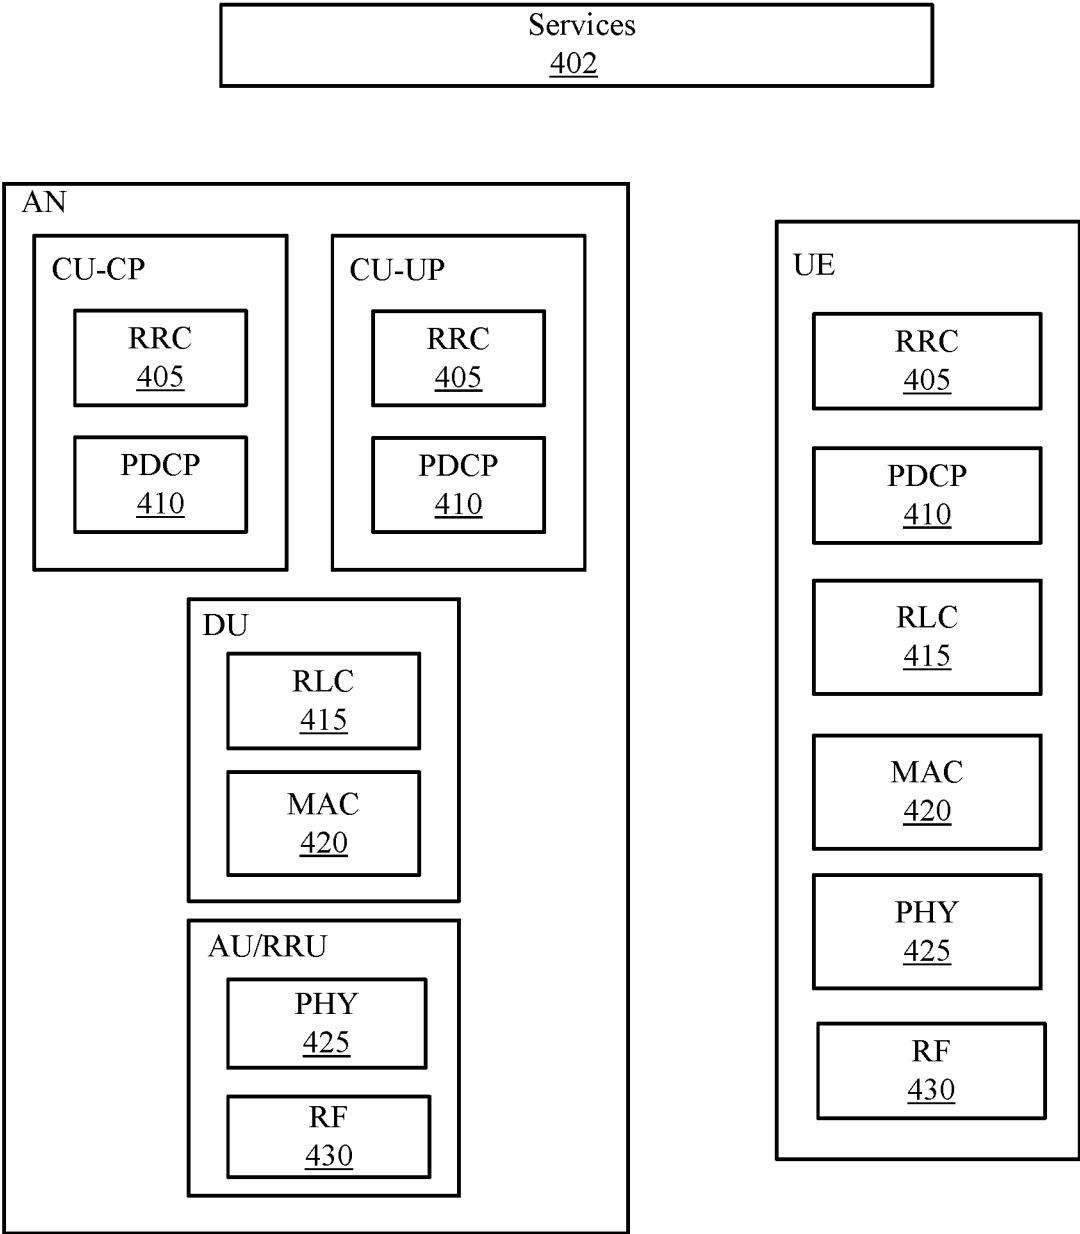 Services
402
AN
CU-CP
RRC
405
PDCP
410
CU-UP
RRC
405
PDCP
410
DU
RLC
415
MAC
420
AU/RRU
PHY
425
RF
430
UE
RRC
405
PDCP
410
RLC
415
MAC
420
PHY
425
RF
430